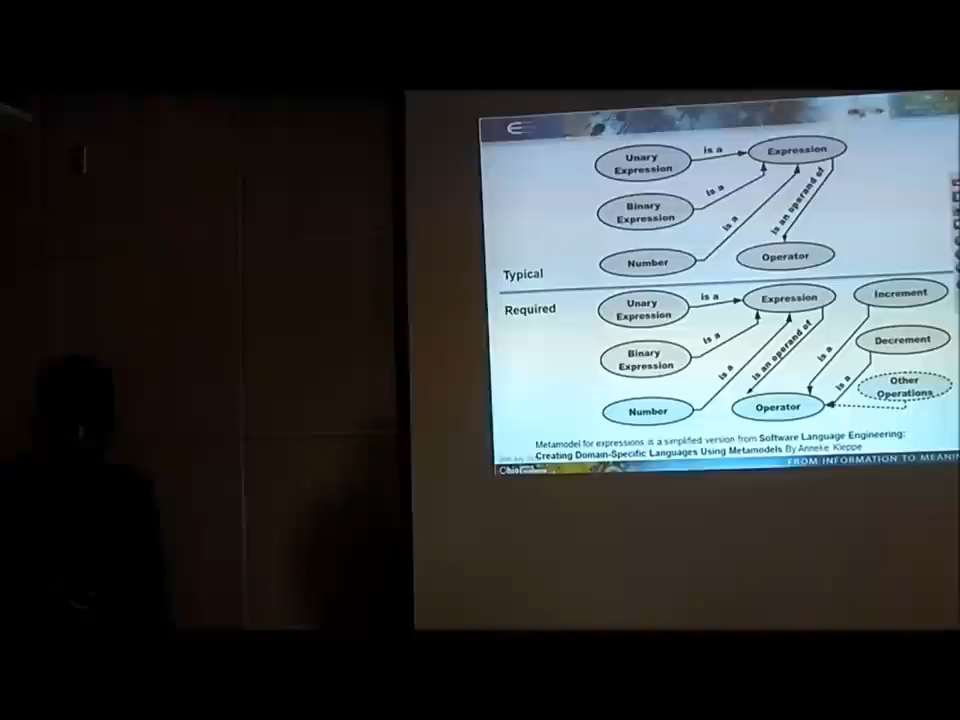 Unary
Expression
is a
Expression
Binary
Expression
is a
is a
is an operand of
Number
Operator
Typical
Required
Unary
Expression
is a
Expression
Increment
Binary
Expression
is a
is a
is an operand of
is a
Decrement
is a
Other
Operations
Number
Operator
Metamodel for expressions is a simplified version from Software Language Engineering:
Creating Domain-Specific Languages Using Metamodels By Anneke Kleppe
FROM INFORMATION TO MEANIN